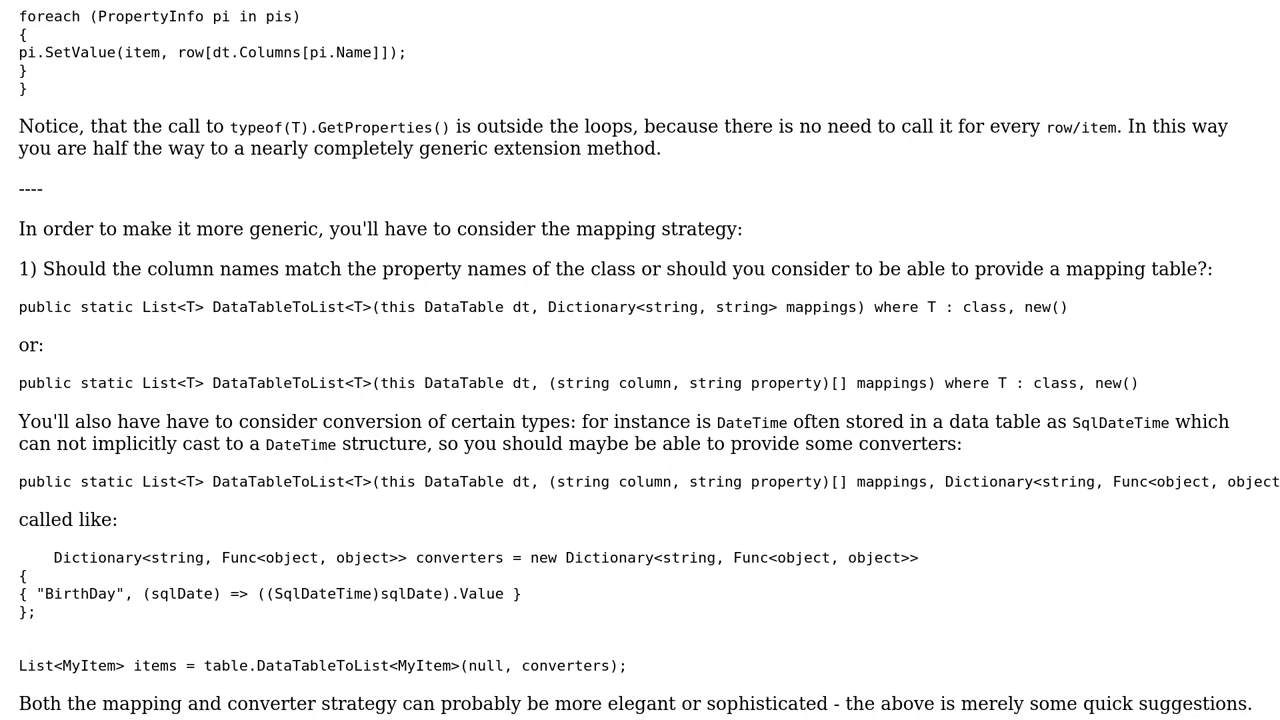 foreach (PropertyInfo pi in pis)
{
pi.SetValue(item, row[dt.Columns[pi.Name]]);
}
}
Notice, that the call to typeof(T).GetProperties() is outside the loops, because there is no need to call it for every row/item. In this way
you are half the way to a nearly completely generic extension method.
----
In order to make it more generic, you'll have to consider the mapping strategy:
1) Should the column names match the property names of the class or should you consider to be able to provide a mapping table?:
public static List<T> DataTableToList<T>(this DataTable dt, Dictionary<string, string> mappings) where T : class, new()
or:
public static List<T> DataTableToList<T>(this DataTable dt, (string column, string property)[] mappings) where T : class, new()
You'll also have have to consider conversion of certain types: for instance is DateTime often stored in a data table as SqlDateTime which
can not implicitly cast to a DateTime structure, so you should maybe be able to provide some converters:
public static List<T> DataTableToList<T>(this DataTable dt, (string column, string property)[] mappings, Dictionary<string, Func<object, object
called like:
Dictionary<string, Func<object, object>> converters = new Dictionary<string, Func<object, object>>
{
{ "BirthDay", (sqlDate) => ((SqlDateTime)sqlDate).Value }
};
List<MyItem> items = table.DataTableToList<MyItem>(null, converters);
Both the mapping and converter strategy can probably be more elegant or sophisticated - the above is merely some quick suggestions.